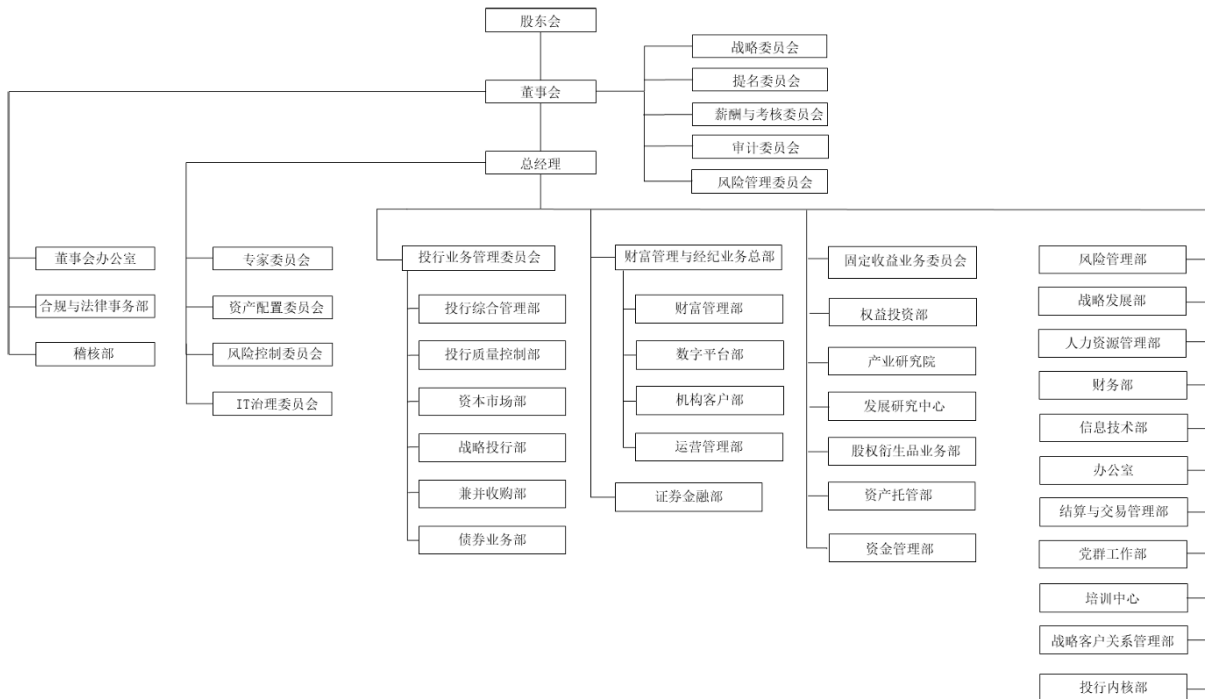 股东会
董事会
战略委员会
提名委员会
薪酬与考核委员会
审计委员会
风险管理委员会
总经理
董事会办公室
合规与法律事务部
稽核部
专家委员会
资产配置委员会
风险控制委员会
IT治理委员会
投行业务管理委员会
投行综合管理部
投行质量控制部
资本市场部
战略投行部
兼并收购部
债券业务部
财富管理与经纪业务总部
财富管理部
数字平台部
机构客户部
运营管理部
证券金融部
固定收益业务委员会
权益投资部
产业研究院
发展研究中心
股权衍生品业务部
资产托管部
资金管理部
风险管理部
战略发展部
人力资源管理部
财务部
信息技术部
办公室
结算与交易管理部
党群工作部
培训中心
战略客户关系管理部
投行内核部